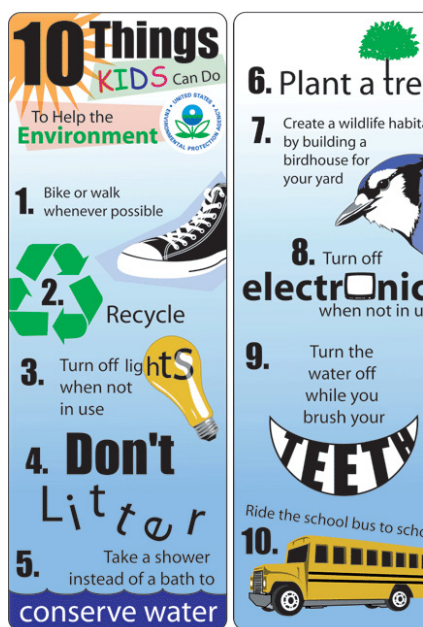 10 Things
KIDS Can Do
To Help the
Environment
UNITED STATES
ENVIRONMENTAL PROTECTION AGENCY
1. Bike or walk
whenever possible
2.
Recycle
3. Turn off lights
when not
in use
4. Don't
Litter
5. Take a shower
instead of a bath to
conserve water
6. Plant a tre
7. Create a wildlife habita
by building a
birdhouse for
your yard
8. Turn off
electronic
when not in u
9. Turn the
water off
while you
brush your
TEETH
Ride the school bus to scho
10.